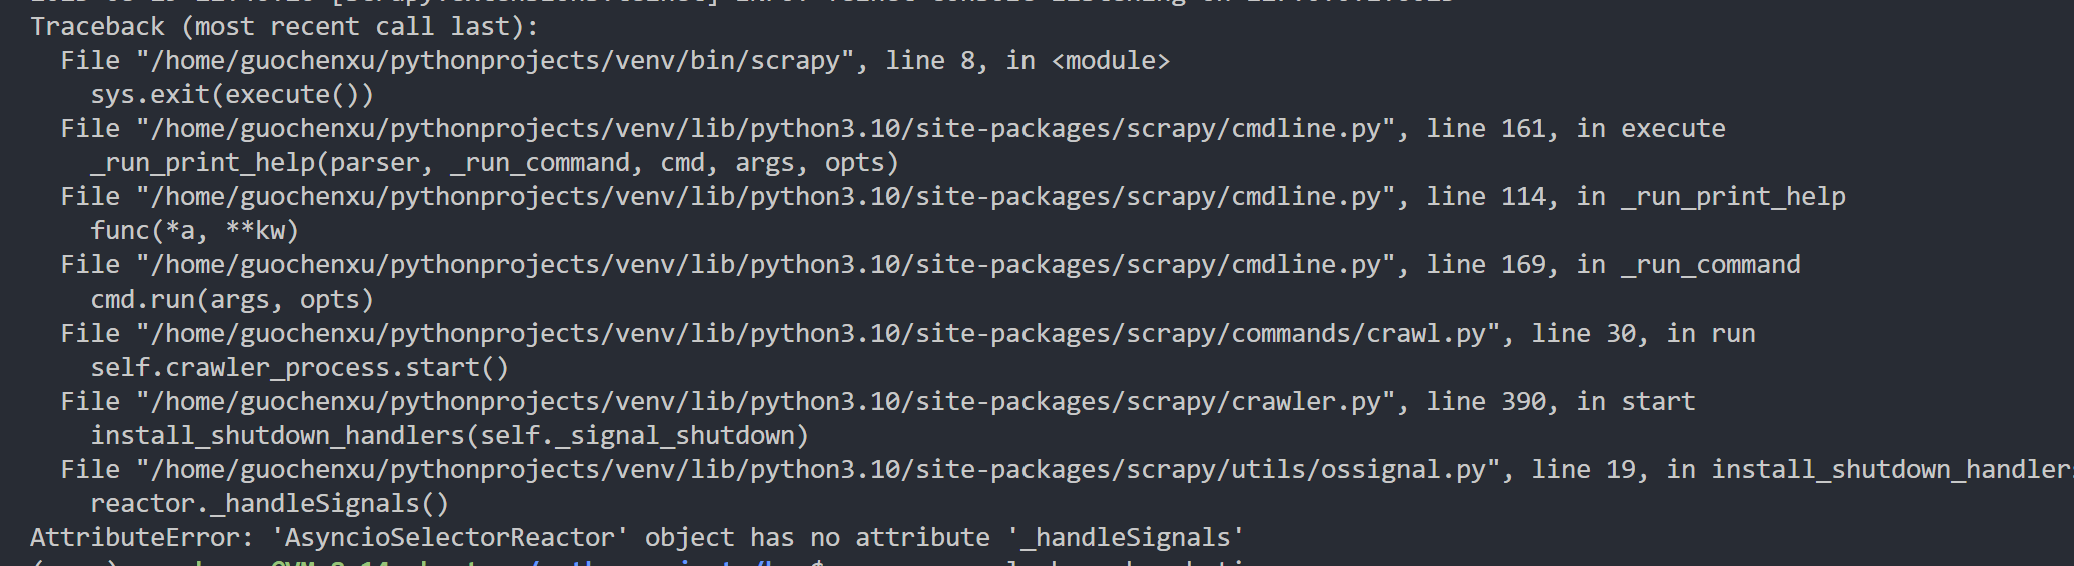 Traceback (most recent call last):
  File "/home/guochenxu/pythonprojects/venv/bin/scrapy", line 8, in <module>
    sys.exit(execute())
  File "/home/guochenxu/pythonprojects/venv/lib/python3.10/site-packages/scrapy/cmdline.py", line 161, in execute
    _run_print_help(parser, _run_command, cmd, args, opts)
  File "/home/guochenxu/pythonprojects/venv/lib/python3.10/site-packages/scrapy/cmdline.py", line 114, in _run_print_help
    func(*a, **kw)
  File "/home/guochenxu/pythonprojects/venv/lib/python3.10/site-packages/scrapy/cmdline.py", line 169, in _run_command
    cmd.run(args, opts)
  File "/home/guochenxu/pythonprojects/venv/lib/python3.10/site-packages/scrapy/commands/crawl.py", line 30, in run
    self.crawler_process.start()
  File "/home/guochenxu/pythonprojects/venv/lib/python3.10/site-packages/scrapy/crawler.py", line 390, in start
    install_shutdown_handlers(self._signal_shutdown)
  File "/home/guochenxu/pythonprojects/venv/lib/python3.10/site-packages/scrapy/utils/ossignal.py", line 19, in install_shutdown_handlers
    reactor._handleSignals()
AttributeError: 'AsyncioSelectorReactor' object has no attribute '_handleSignals'